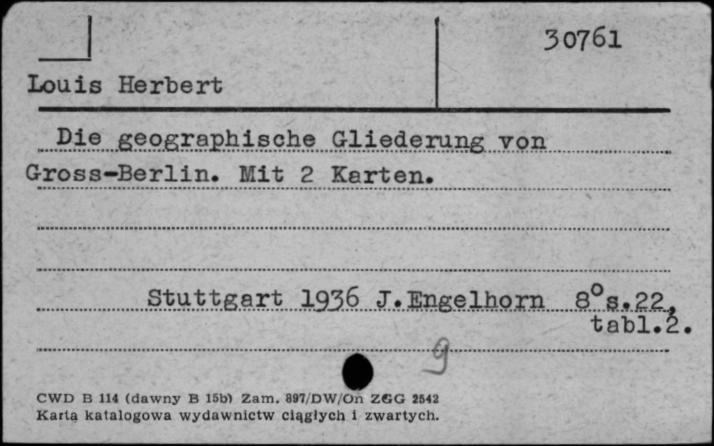 30761
Louis Herbert
Die geographische Gliederung von
Gross-Berlin. Mit 2 Karten.
Stuttgart 1936 J.Engelhorn 8° s.22,
tabl.2.
9
CWD B 114 (dawny B 15b) Zam. 897/DW/On ZGG 2542
Karta katalogowa wydawnictw ciągłych i zwartych.